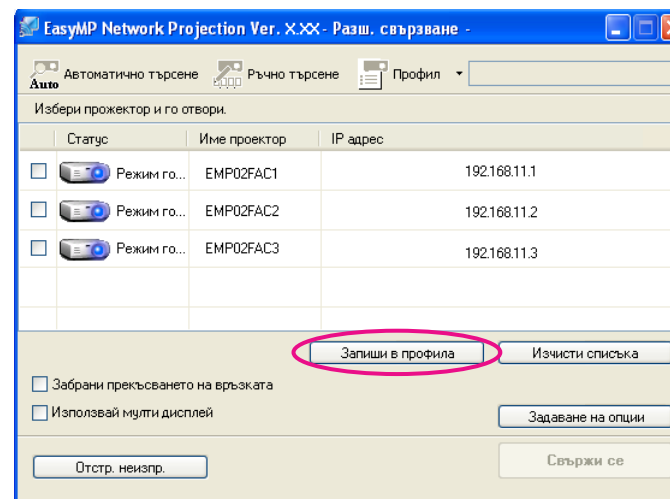 EasyMP Network Projection Ver. X.XX - Разш. свързване -
Auto Автоматично търсене Ръчно търсене Профил
Избери прожектор и го отвори.
Статус Име проектор IP адрес
Режим го... EMP02FAC1 192.168.11.1
Режим го... EMP02FAC2 192.168.11.2
Режим го... EMP02FAC3 192.168.11.3
Запиши в профила Изчисти списъка
Забрани прекъсването на връзката
Използвай мулти дисплей
Задаване на опции
Отстр. неизпр. Свържи се